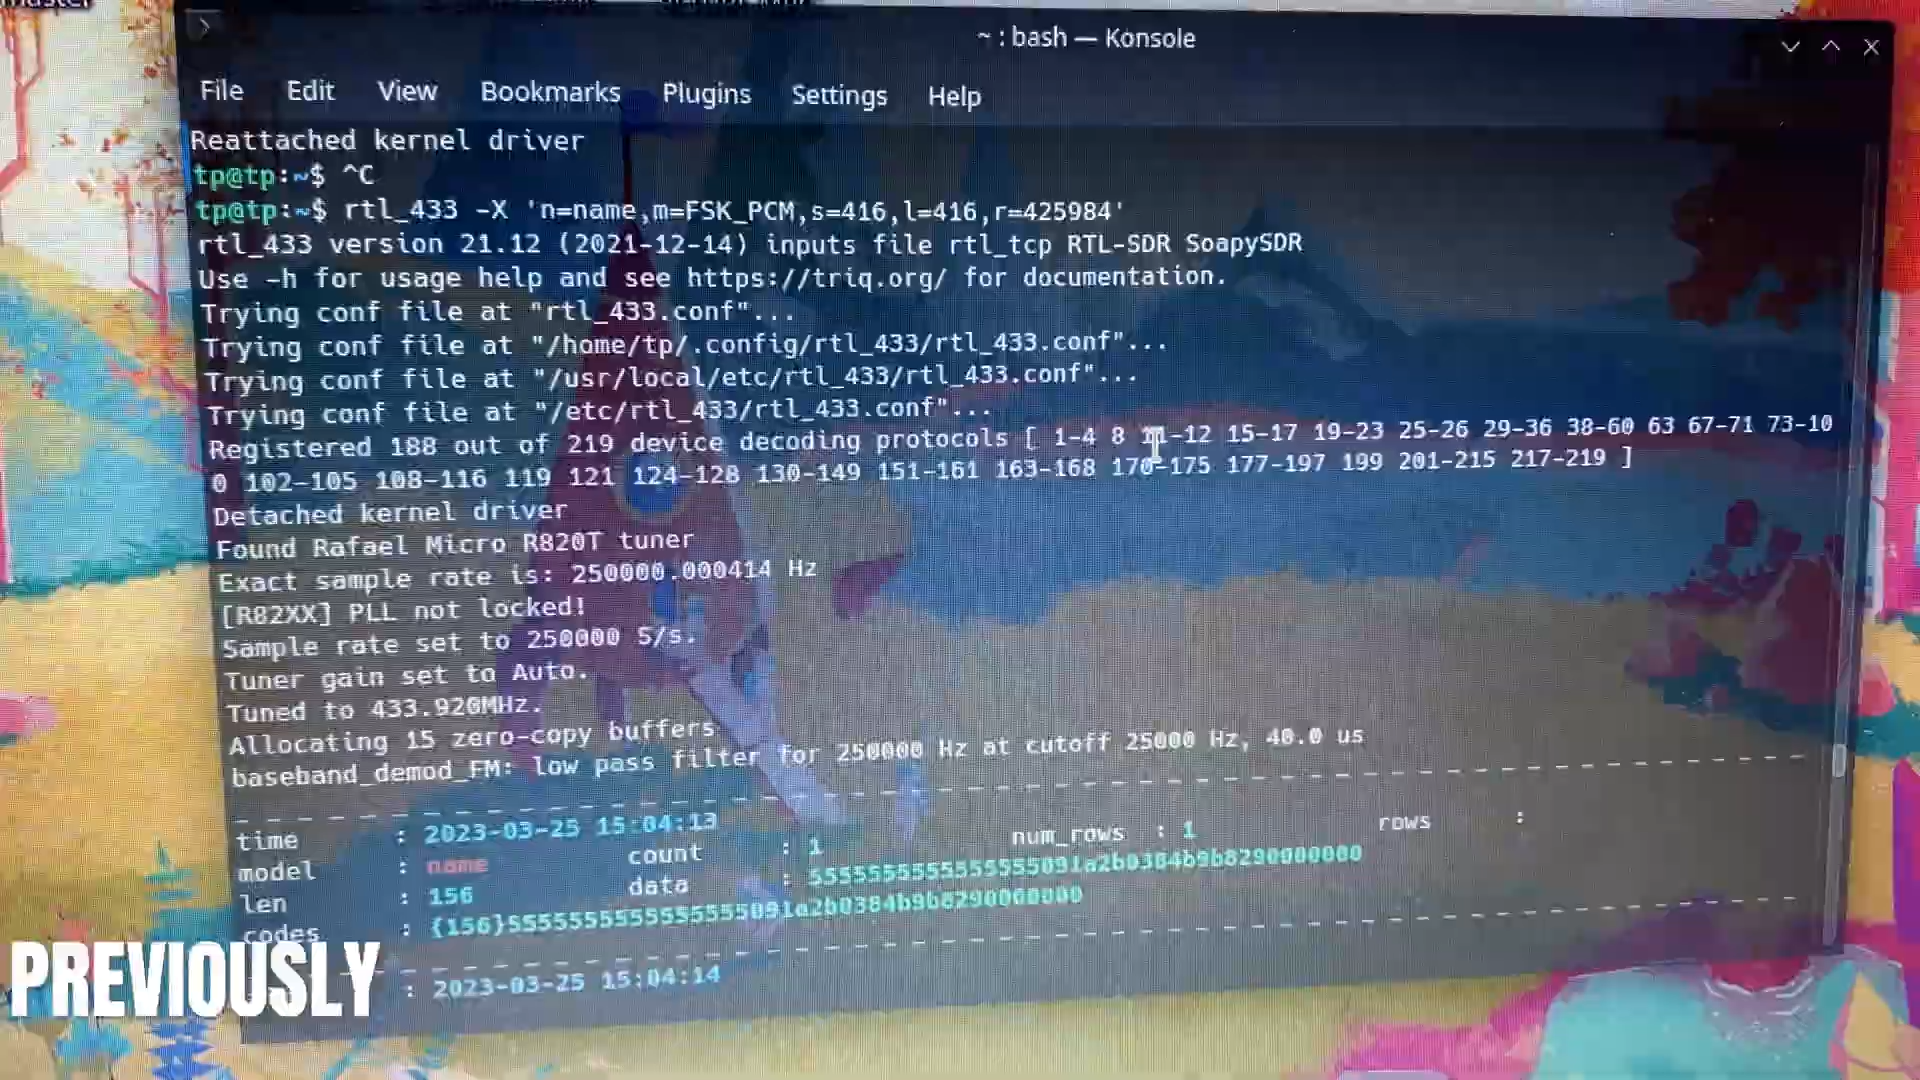 ~ : bash — Konsole
File Edit View Bookmarks Plugins Settings Help
Reattached kernel driver
tp@tp:~$ ^C
tp@tp:~$ rtl_433 -X 'n=name,m=FSK_PCM,s=416,l=416,r=425984'
rtl_433 version 21.12 (2021-12-14) inputs file rtl_tcp RTL-SDR SoapySDR
Use -h for usage help and see https://triq.org/ for documentation.
Trying conf file at "rtl_433.conf"...
Trying conf file at "/home/tp/.config/rtl_433/rtl_433.conf"...
Trying conf file at "/usr/local/etc/rtl_433/rtl_433.conf"...
Trying conf file at "/etc/rtl_433/rtl_433.conf"...
Registered 188 out of 219 device decoding protocols [ 1-4 8 11-12 15-17 19-23 25-26 29-36 38-60 63 67-71 73-10
0 102-105 108-116 119 121 124-128 130-149 151-161 163-168 170-175 177-197 199 201-215 217-219 ]
Detached kernel driver
Found Rafael Micro R820T tuner
Exact sample rate is: 250000.000414 Hz
[R82XX] PLL not locked!
Sample rate set to 250000 S/s.
Tuner gain set to Auto.
Tuned to 433.920MHz.
Allocating 15 zero-copy buffers
baseband_demod_FM: low pass filter for 250000 Hz at cutoff 25000 Hz, 40.0 us
time : 2023-03-25 15:04:13
model : name count : 1 num_rows : 1 rows :
len : 156 data :
codes :
: 2023-03-25 15:04:14
PREVIOUSLY